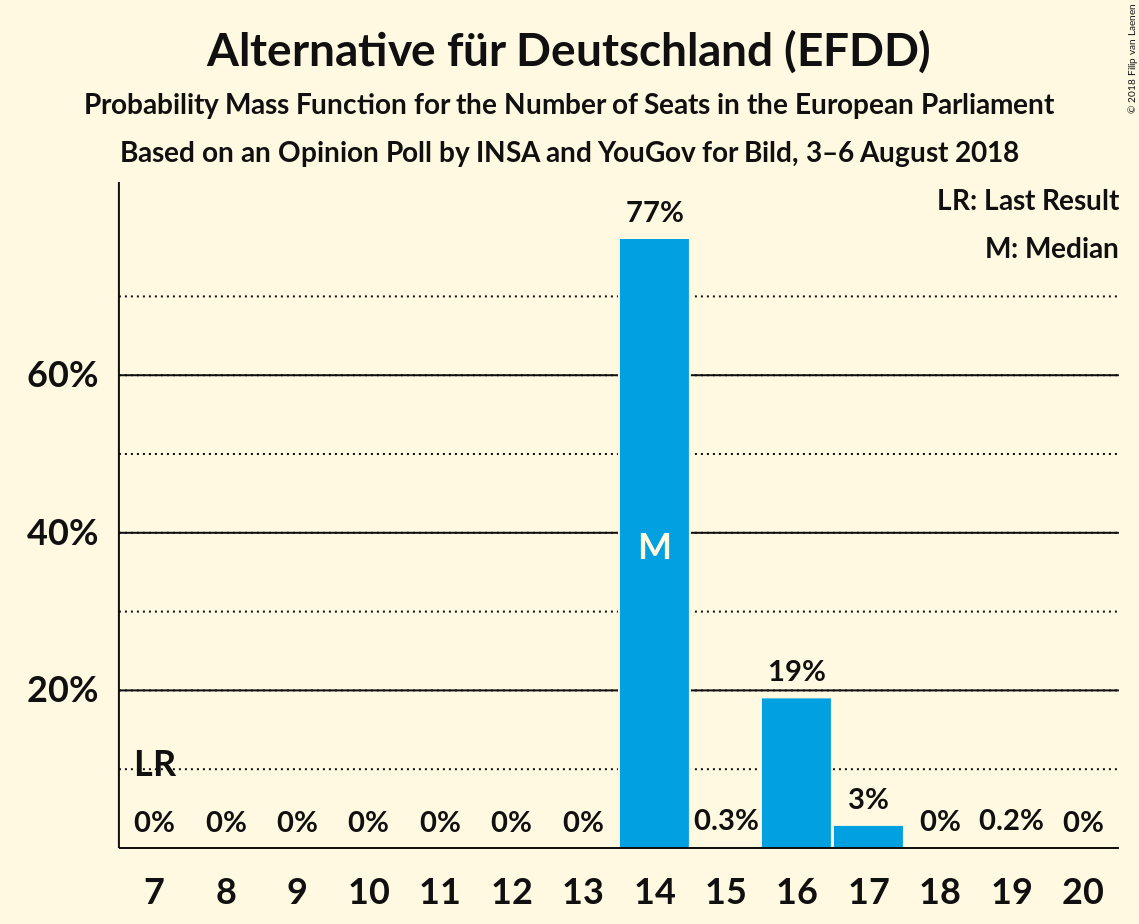 Alternative für Deutschland (EFDD)
Probability Mass Function for the Number of Seats in the European Parliament
Based on an Opinion Poll by INSA and YouGov for Bild, 3–6 August 2018
© 2018 Filip van Laenen
LR: Last Result
M: Median
77%
60%
40%
M
20%
19%
LR
0% 0% 0% 0% 0% 0% 0% 0.3% 3% 0% 0.2% 0%
7 8 9 10 11 12 13 14 15 16 17 18 19 20